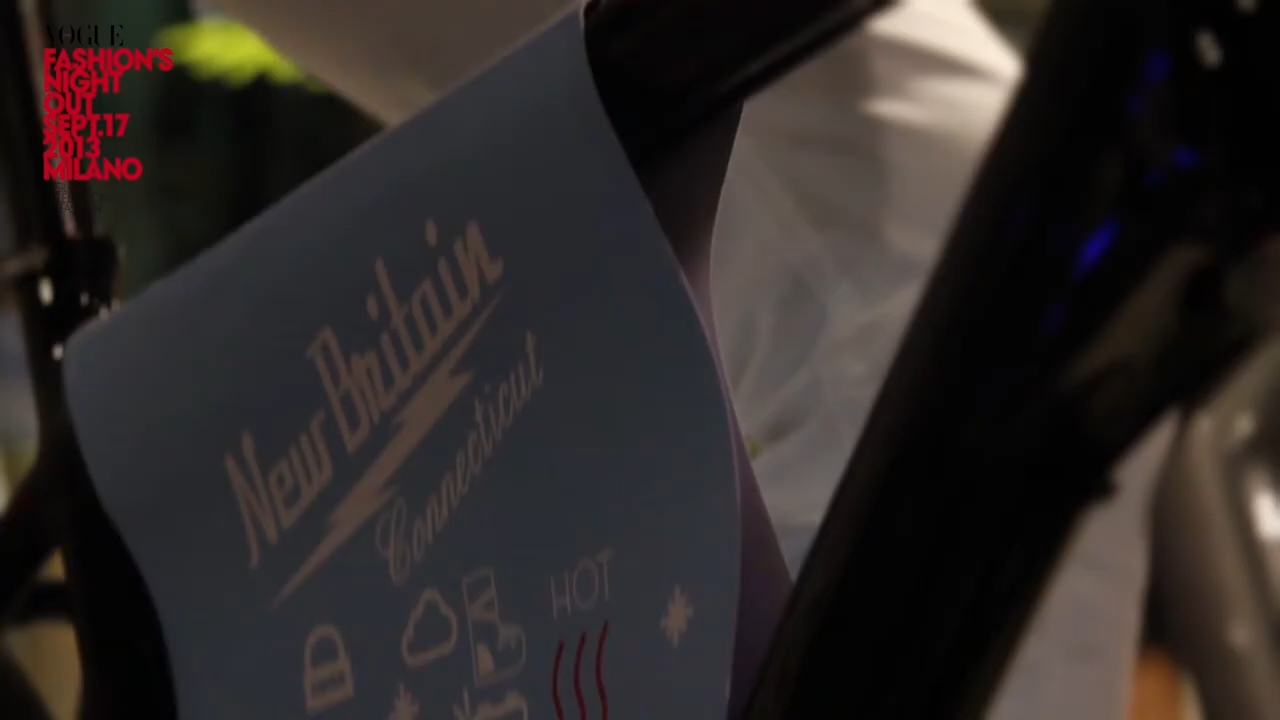 VOGUE
FASHION'S
NIGHT
OUT
SEPT.17
2013
MILANO
New Britain
Connecticut
HOT